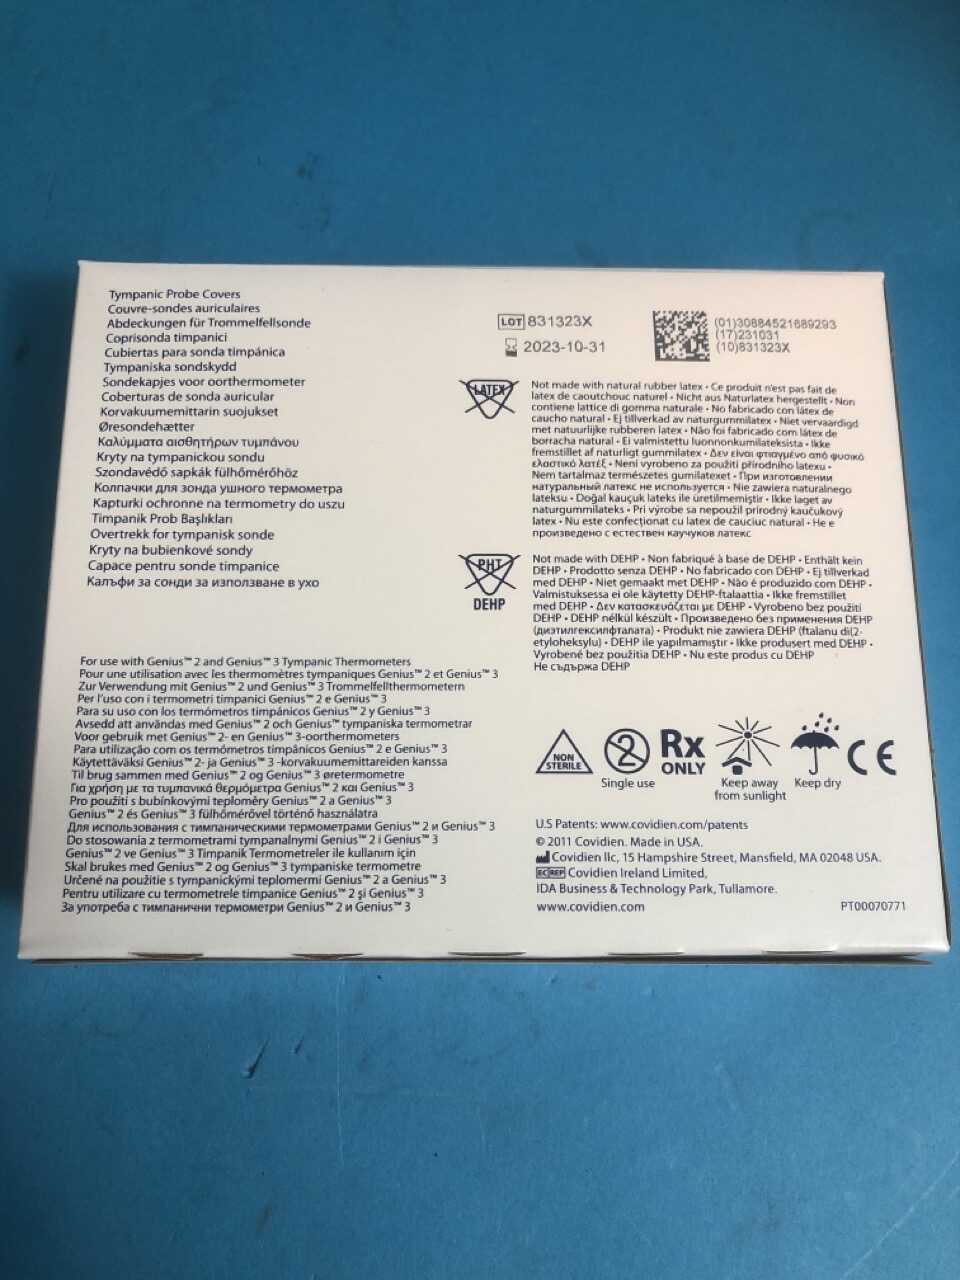 Tympanic Probe Covers
Couvre-sondes auriculaires
Abdeckungen für Trommelfellsonde
Coprisonda timpanici
Cubiertas para sonda timpánica
Tympaniska sondskydd
Sondekapjes voor oorthermometer
Coberturas de sonda auricular
Korvakuumemittarin suojukset
Øresondehætter
Καλύμματα αισθητήρων τυμπάνου
Kryty na tympanickou sondu
Szondavédő sapkák fülhőmérőhöz
Колпачки для зонда ушного термометра
Kapturki ochronne na termometry do uszu
Timpanik Prob Başlıkları
Overtrekk for tympanisk sonde
Kryty na bubienkové sondy
Capace pentru sonde timpanice
Калъфи за сонди за използване в ухо
LOT 831323X
2023-10-31
(01)30884521689293
(17)231031
(10)831323X
LATEX
Not made with natural rubber latex • Ce produit n'est pas fait de
latex de caoutchouc naturel • Nicht aus Naturlatex hergestellt • Non
contiene lattice di gomma naturale • No fabricado con látex de
caucho natural • Ej tillverkad av naturgummilatex • Niet vervaardigd
met natuurlijke rubberen latex • Não foi fabricado com látex de
borracha natural • Ei valmistettu luonnonkumilateksista • Ikke
fremstillet af naturligt gummilatex • Δεν είναι φτιαγμένο από φυσικό
ελαστικό λατέξ • Není vyrobeno za použití přírodního latexu •
Nem tartalmaz természetes gumilatexet • При изготовлении
натуральный латекс не используется • Nie zawiera naturalnego
lateksu • Doğal kauçuk lateks ile üretilmemiştir • Ikke laget av
naturgummilateks • Pri výrobe sa nepoužil prírodný kaučukový
latex • Nu este confecționat cu latex de cauciuc natural • Не е
произведено с естествен каучуков латекс
PHT
DEHP
Not made with DEHP • Non fabriqué à base de DEHP • Enthält kein
DEHP • Prodotto senza DEHP • No fabricado con DEHP • Ej tillverkad
med DEHP • Niet gemaakt met DEHP • Não é produzido com DEHP •
Valmistuksessa ei ole käytetty DEHP-ftalaattia • Ikke fremstillet
med DEHP • Δεν κατασκευάζεται με DEHP • Vyrobeno bez použití
DEHP • DEHP nélkül készült • Произведено без применения DEHP
(диэтилгексилфталата) • Produkt nie zawiera DEHP (ftalanu di(2-
etyloheksylu) • DEHP ile yapılmamıştır • Ikke produsert med DEHP •
Vyrobené bez použitia DEHP • Nu este produs cu DEHP
Не съдържа DEHP
For use with Genius™ 2 and Genius™ 3 Tympanic Thermometers
Pour une utilisation avec les thermomètres tympaniques Genius™ 2 et Genius™ 3
Zur Verwendung mit Genius™ 2 und Genius™ 3 Trommelfellthermometern
Per l'uso con i termometri timpanici Genius™ 2 e Genius™ 3
Para su uso con los termómetros timpánicos Genius™ 2 y Genius™ 3
Avsedd att användas med Genius™ 2 och Genius™ tympaniska termometrar
Voor gebruik met Genius™ 2- en Genius™ 3-oorthermometers
Para utilização com os termómetros timpânicos Genius™ 2 e Genius™ 3
Käytettäväksi Genius™ 2- ja Genius™ 3 -korvakuumemittareiden kanssa
Til brug sammen med Genius™ 2 og Genius™ 3 øretermometre
Για χρήση με τα τυμπανικά θερμόμετρα Genius™ 2 και Genius™ 3
Pro použití s bubínkovými teploměry Genius™ 2 a Genius™ 3
Genius™ 2 és Genius™ 3 fülhőmérővel történő használatra
Для использования с тимпаническими термометрами Genius™ 2 и Genius™ 3
Do stosowania z termometrami tympanalnymi Genius™ 2 i Genius™ 3
Genius™ 2 ve Genius™ 3 Timpanik Termometreler ile kullanım için
Skal brukes med Genius™ 2 og Genius™ 3 tympaniske termometre
Určené na použitie s tympanickými teplomermi Genius™ 2 a Genius™ 3
Pentru utilizare cu termometrele timpanice Genius™ 2 și Genius™ 3
За употреба с тимпанични термометри Genius™ 2 и Genius™ 3
NON
STERILE
2
Single use
Rx
ONLY
Keep away
from sunlight
Keep dry
CE
U.S Patents: www.covidien.com/patents
© 2011 Covidien. Made in USA.
Covidien llc, 15 Hampshire Street, Mansfield, MA 02048 USA.
EC REP Covidien Ireland Limited,
IDA Business & Technology Park, Tullamore.
www.covidien.com
PT00070771